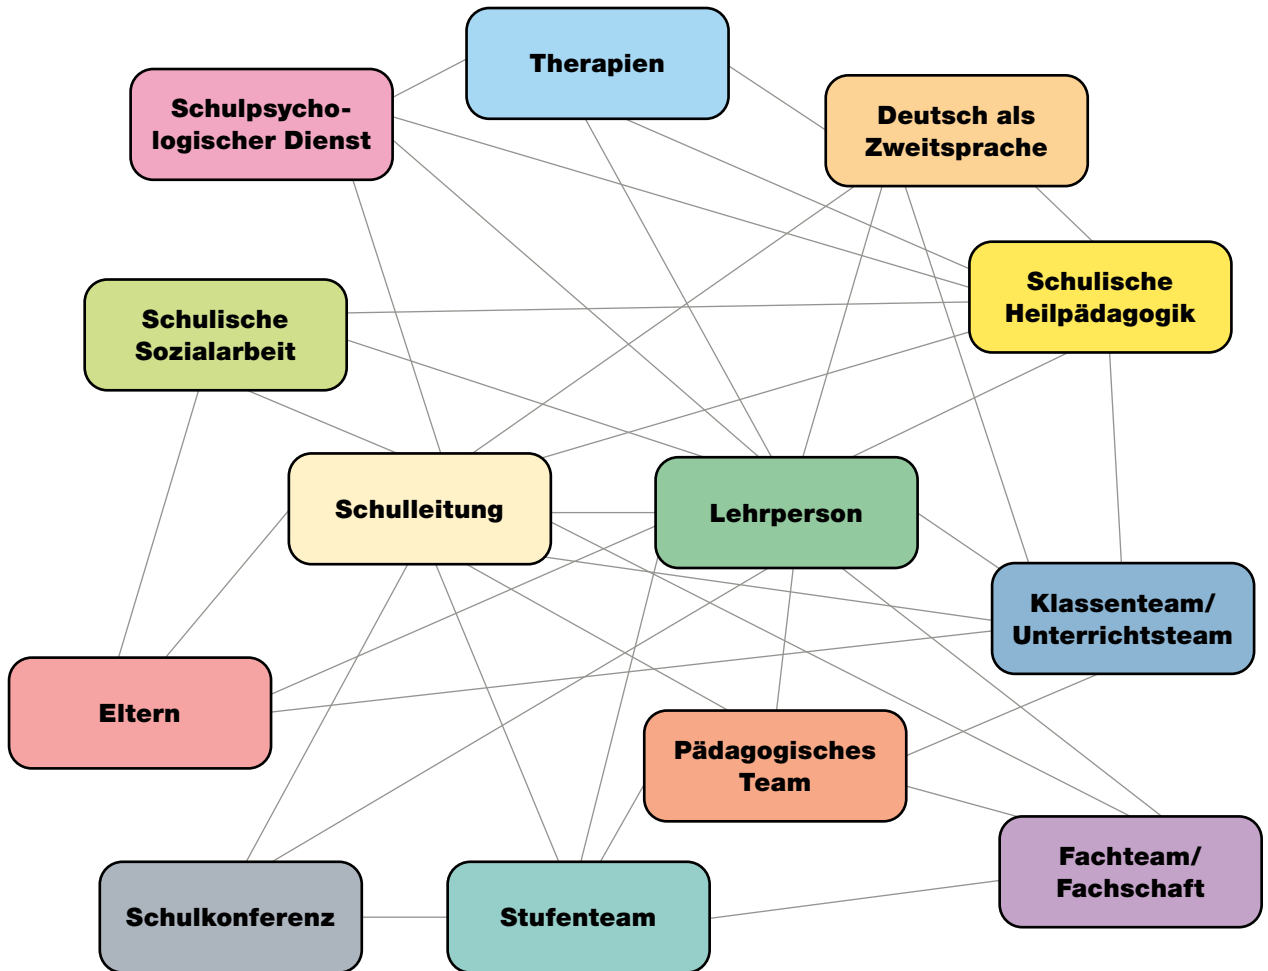 Therapien
Schulpsycho-
logischer Dienst
Deutsch als
Zweitsprache
Schulische
Heilpädagogik
Schulische
Sozialarbeit
Schulleitung
Lehrperson
Klassenteam/
Unterrichtsteam
Eltern
Pädagogisches
Team
Fachteam/
Fachschaft
Schulkonferenz
Stufenteam